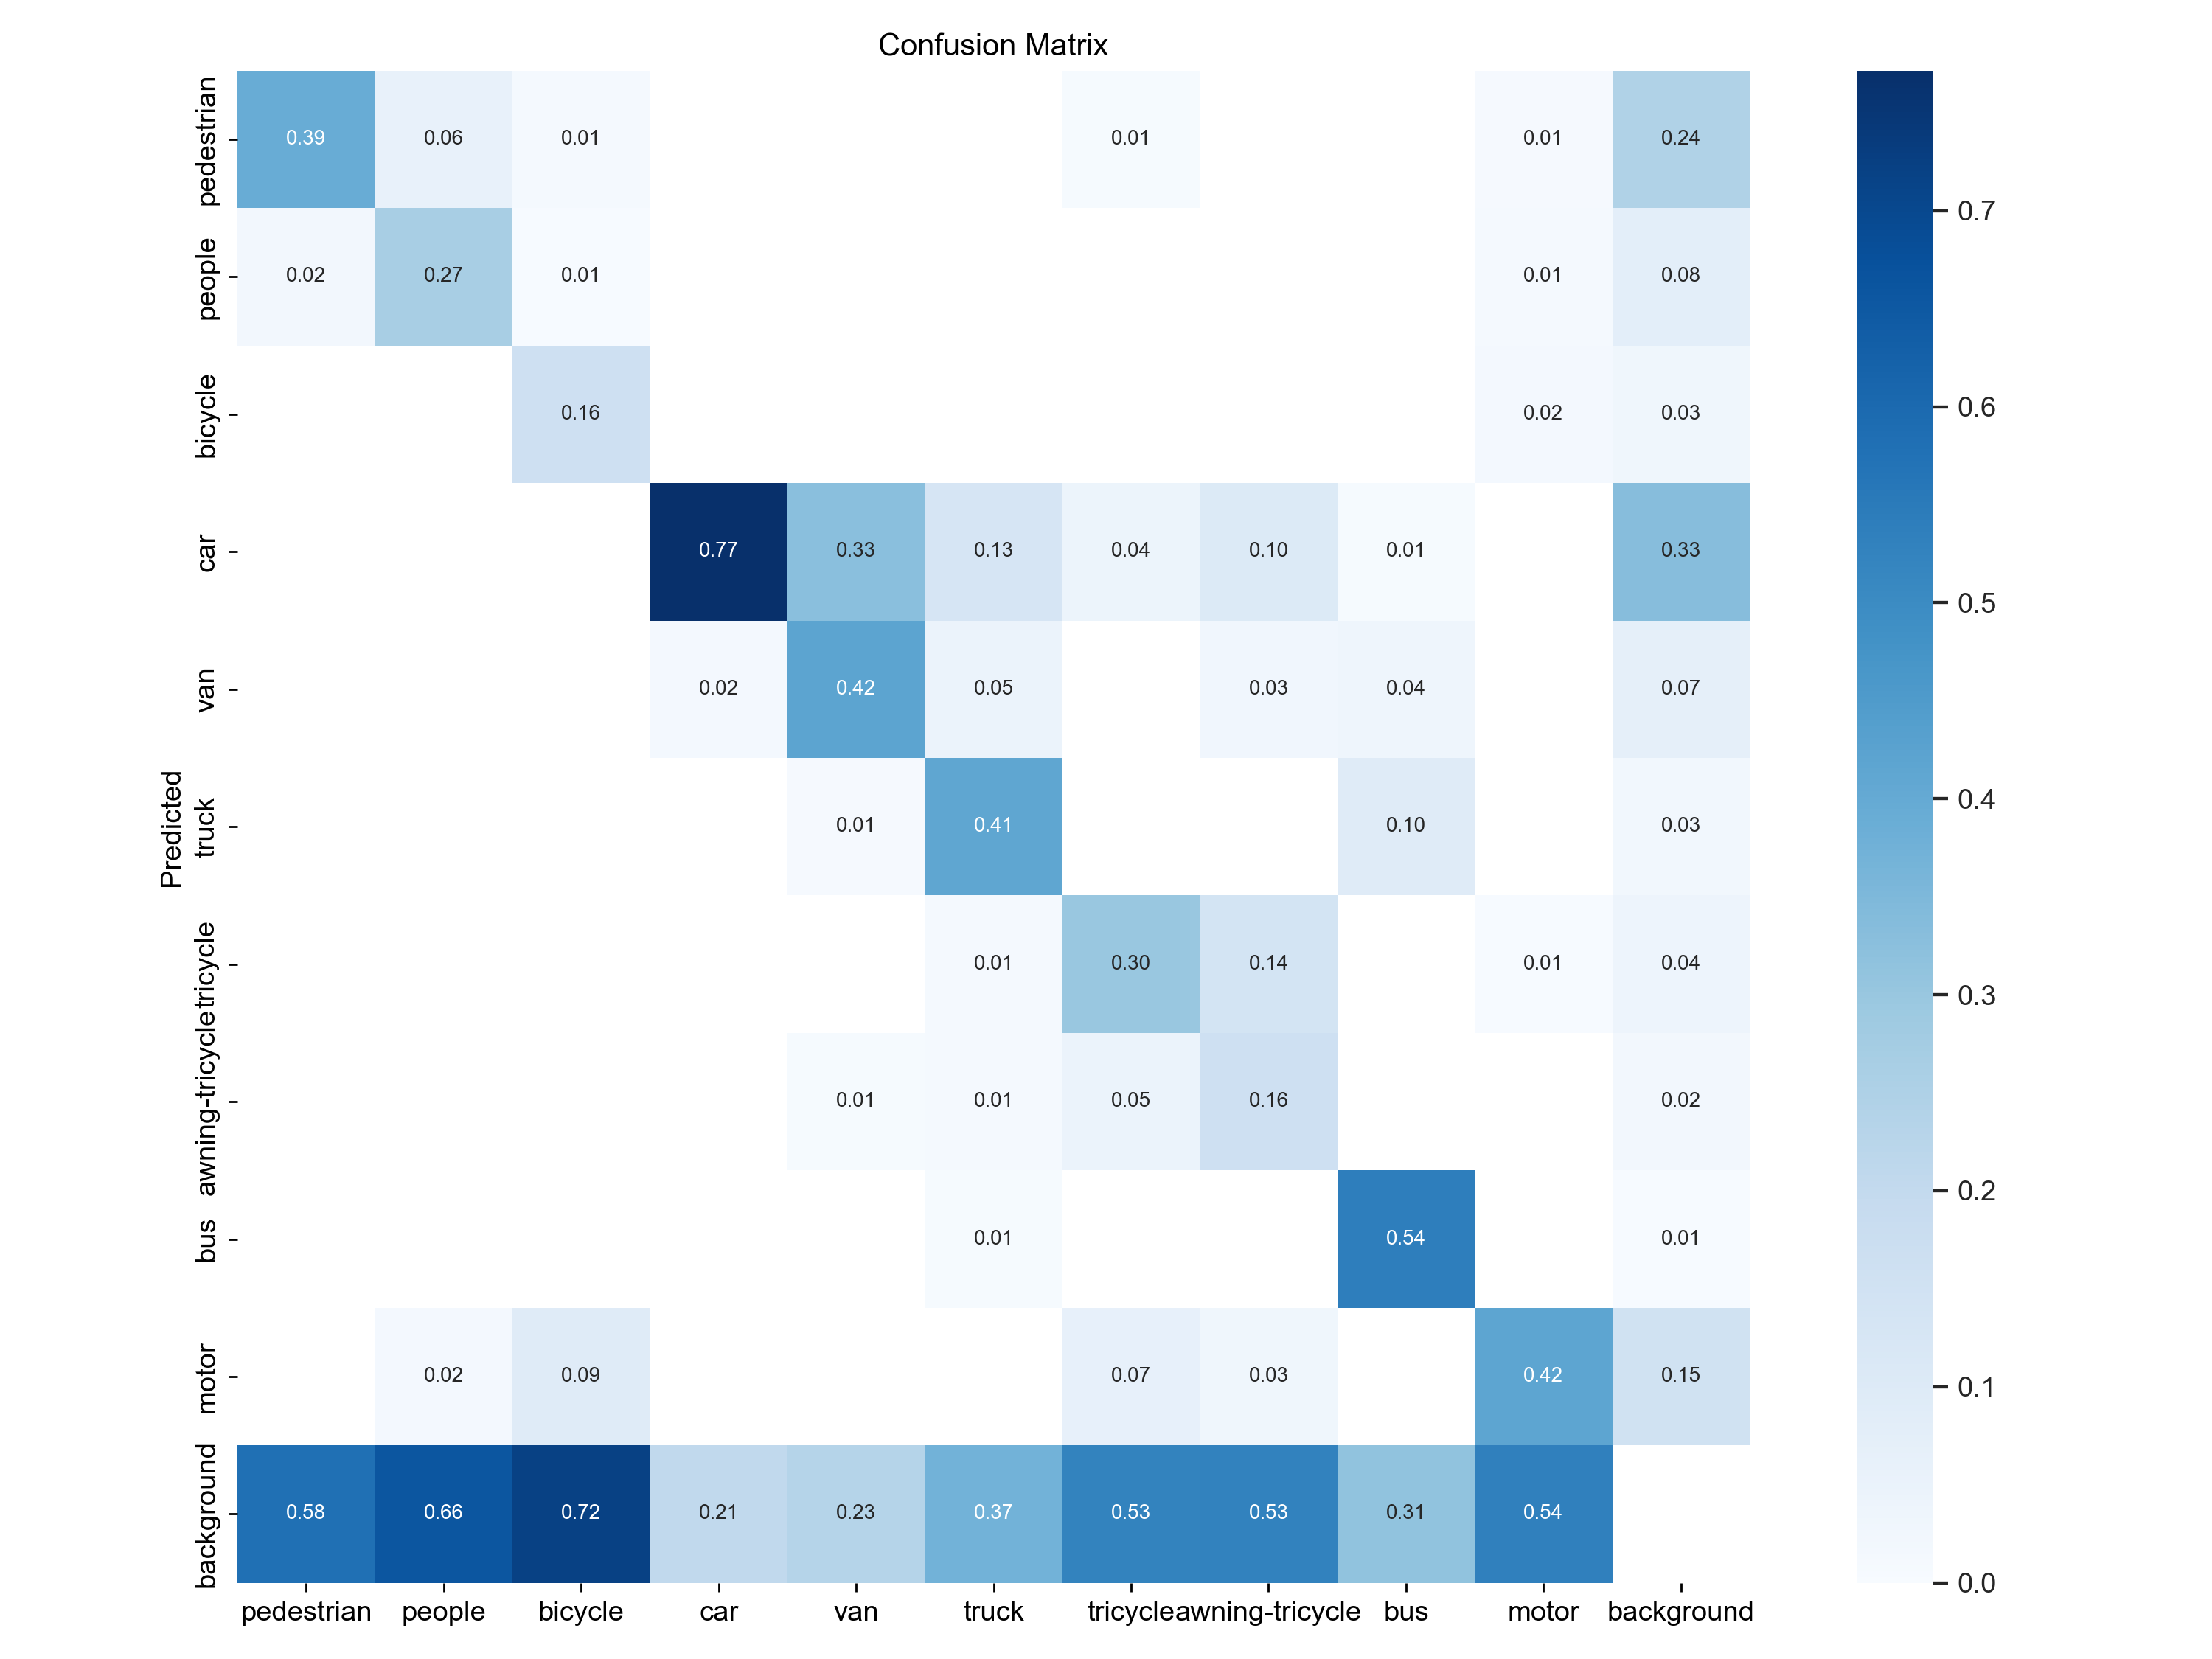 Confusion Matrix
Predicted
pedestrian 0.39 0.06 0.01 0.01 0.01 0.24
people 0.02 0.27 0.01 0.01 0.08
bicycle 0.16 0.02 0.03
car 0.77 0.33 0.13 0.04 0.10 0.01 0.33
van 0.02 0.42 0.05 0.03 0.04 0.07
truck 0.01 0.41 0.10 0.03
tricycle 0.01 0.30 0.14 0.01 0.04
awning-tricycle 0.01 0.01 0.05 0.16 0.02
bus 0.01 0.54 0.01
motor 0.02 0.09 0.07 0.03 0.42 0.15
background 0.58 0.66 0.72 0.21 0.23 0.37 0.53 0.53 0.31 0.54
pedestrian people bicycle car van truck tricycle awning-tricycle bus motor background
0.7
0.6
0.5
0.4
0.3
0.2
0.1
0.0